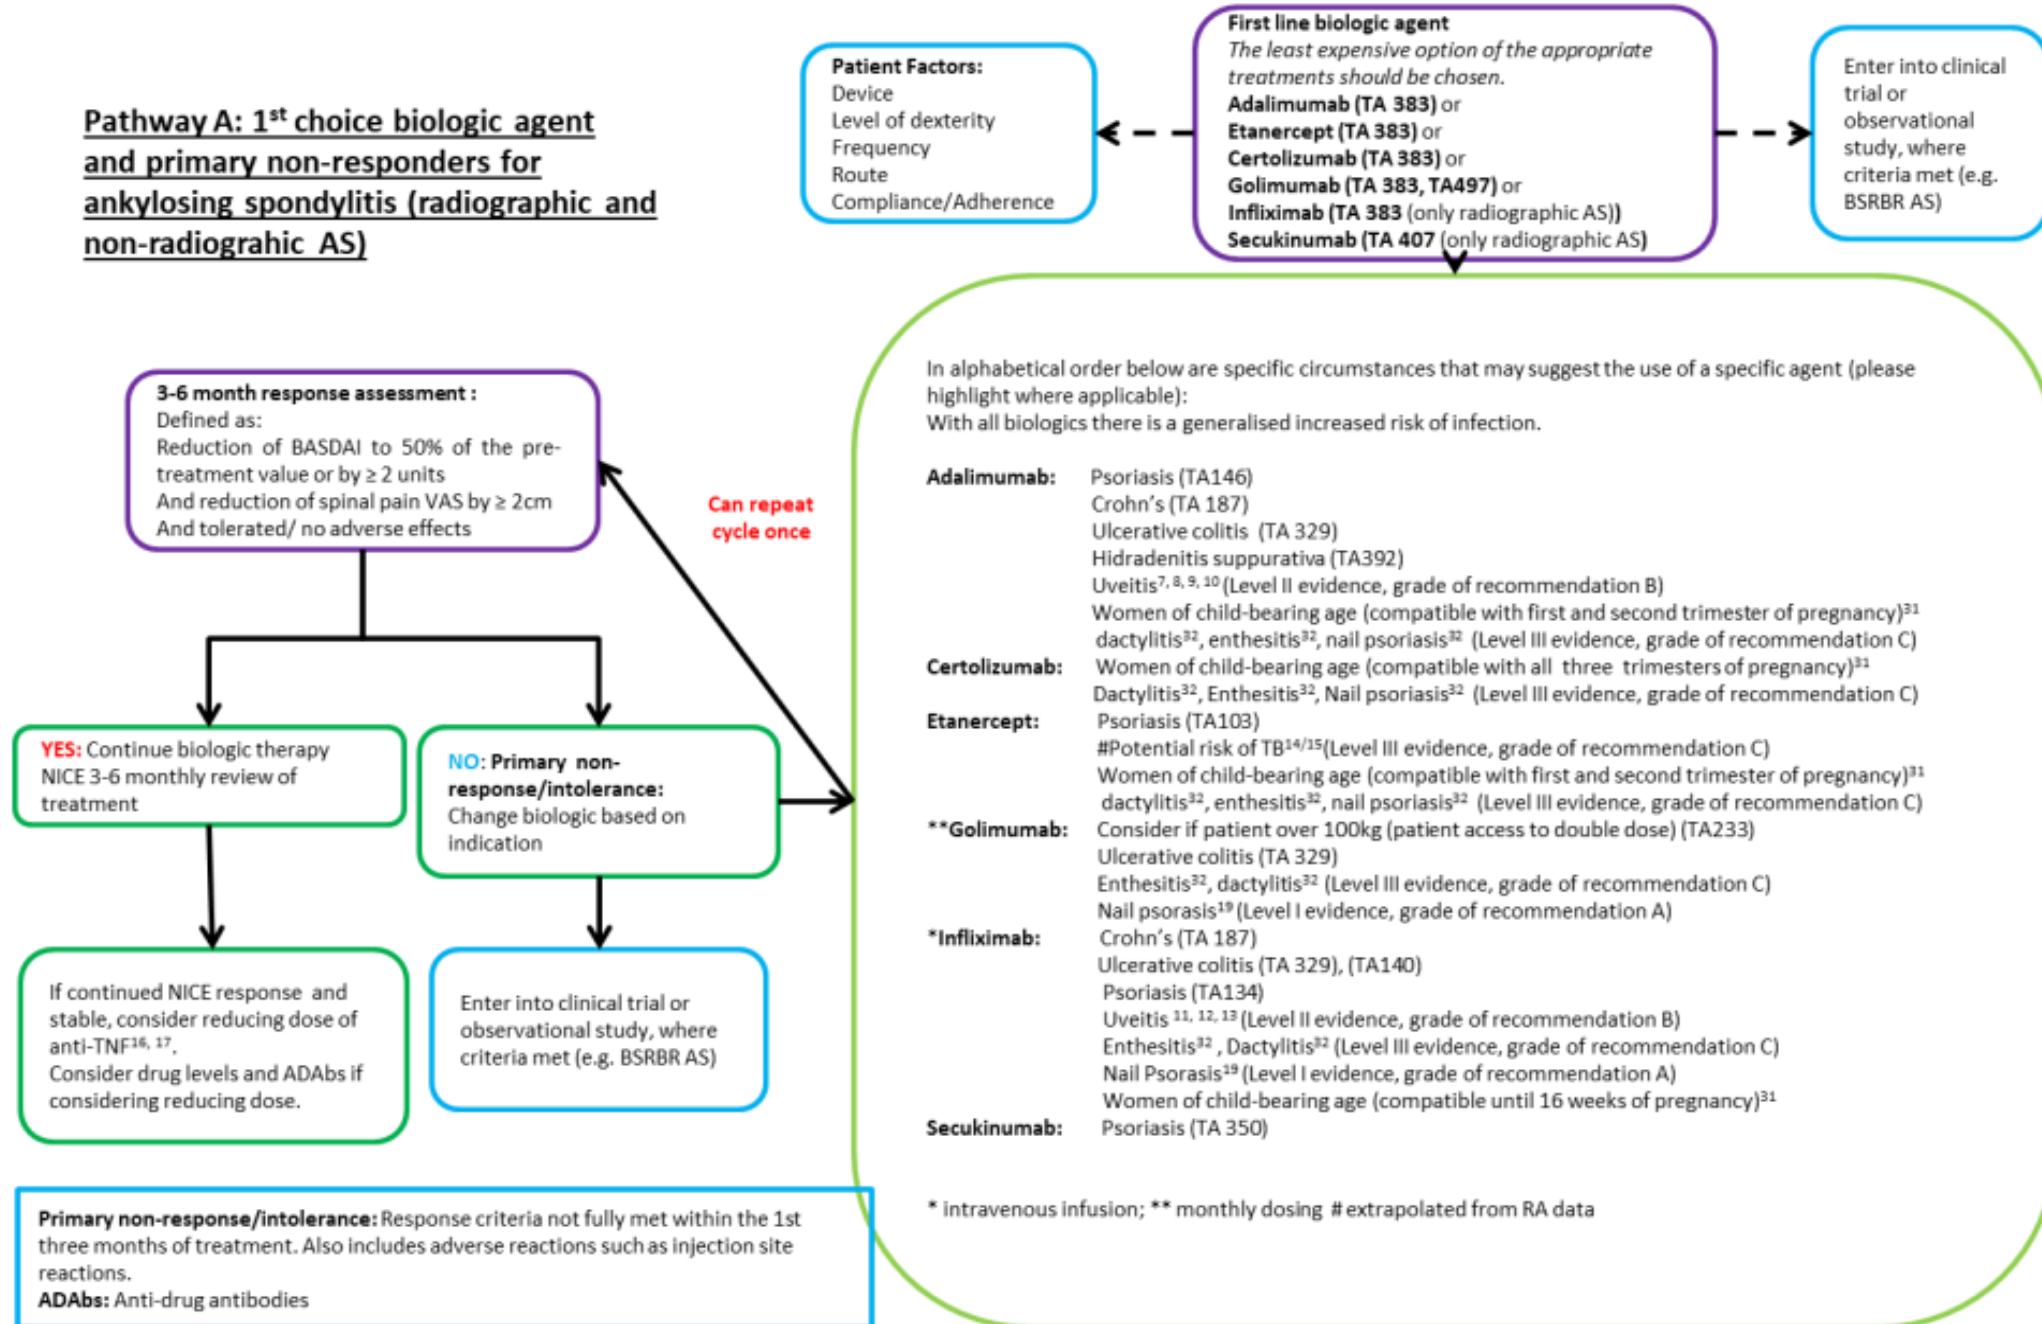 Pathway A: 1st choice biologic agent
and primary non-responders for
ankylosing spondylitis (radiographic and
non-radiograhic AS)
Patient Factors:
Device
Level of dexterity
Frequency
Route
Compliance/Adherence
First line biologic agent
The least expensive option of the appropriate
treatments should be chosen.
Adalimumab (TA 383) or
Etanercept (TA 383) or
Certolizumab (TA 383) or
Golimumab (TA 383, TA497) or
Infliximab (TA 383 (only radiographic AS))
Secukinumab (TA 407 (only radiographic AS)
Enter into clinical
trial or
observational
study, where
criteria met (e.g.
BSRBR AS)
3-6 month response assessment :
Defined as:
Reduction of BASDAI to 50% of the pre-
treatment value or by ≥ 2 units
And reduction of spinal pain VAS by ≥ 2cm
And tolerated/ no adverse effects
Can repeat
cycle once
YES: Continue biologic therapy
NICE 3-6 monthly review of
treatment
NO: Primary non-
response/intolerance:
Change biologic based on
indication
If continued NICE response and
stable, consider reducing dose of
anti-TNF16, 17.
Consider drug levels and ADAbs if
considering reducing dose.
Enter into clinical trial or
observational study, where
criteria met (e.g. BSRBR AS)
In alphabetical order below are specific circumstances that may suggest the use of a specific agent (please
highlight where applicable):
With all biologics there is a generalised increased risk of infection.
Adalimumab: Psoriasis (TA146)
Crohn's (TA 187)
Ulcerative colitis (TA 329)
Hidradenitis suppurativa (TA392)
Uveitis7, 8, 9, 10 (Level II evidence, grade of recommendation B)
Women of child-bearing age (compatible with first and second trimester of pregnancy)31
dactylitis32, enthesitis32, nail psoriasis32 (Level III evidence, grade of recommendation C)
Certolizumab: Women of child-bearing age (compatible with all three trimesters of pregnancy)31
Dactylitis32, Enthesitis32, Nail psoriasis32 (Level III evidence, grade of recommendation C)
Etanercept: Psoriasis (TA103)
#Potential risk of TB14/15(Level III evidence, grade of recommendation C)
Women of child-bearing age (compatible with first and second trimester of pregnancy)31
dactylitis32, enthesitis32, nail psoriasis32 (Level III evidence, grade of recommendation C)
**Golimumab: Consider if patient over 100kg (patient access to double dose) (TA233)
Ulcerative colitis (TA 329)
Enthesitis32, dactylitis32 (Level III evidence, grade of recommendation C)
Nail psorasis19 (Level I evidence, grade of recommendation A)
*Infliximab: Crohn's (TA 187)
Ulcerative colitis (TA 329), (TA140)
Psoriasis (TA134)
Uveitis 11, 12, 13 (Level II evidence, grade of recommendation B)
Enthesitis32 , Dactylitis32 (Level III evidence, grade of recommendation C)
Nail Psorasis19 (Level I evidence, grade of recommendation A)
Women of child-bearing age (compatible until 16 weeks of pregnancy)31
Secukinumab: Psoriasis (TA 350)
* intravenous infusion; ** monthly dosing # extrapolated from RA data
Primary non-response/intolerance: Response criteria not fully met within the 1st
three months of treatment. Also includes adverse reactions such as injection site
reactions.
ADAbs: Anti-drug antibodies